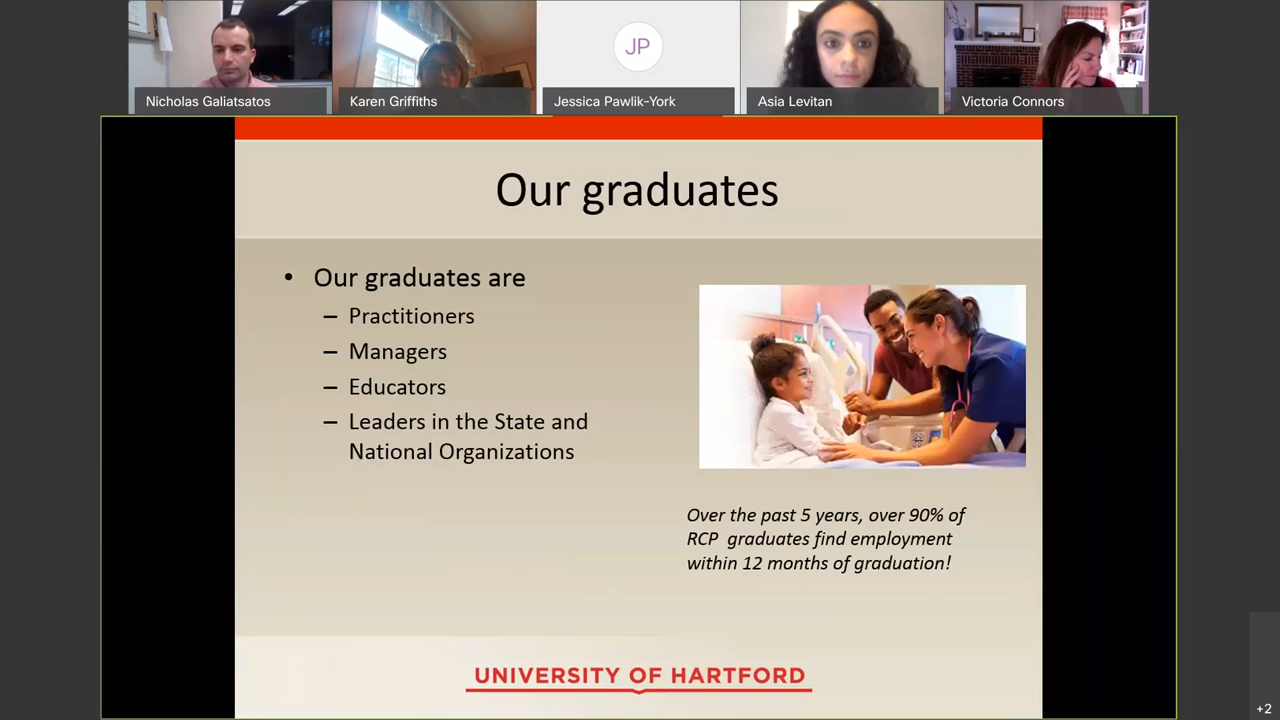 Nicholas Galiatsatos
Karen Griffiths
JP
Jessica Pawlik-York
Asia Levitan
Victoria Connors
Our graduates
• Our graduates are
– Practitioners
– Managers
– Educators
– Leaders in the State and
National Organizations
Over the past 5 years, over 90% of
RCP graduates find employment
within 12 months of graduation!
UNIVERSITY OF HARTFORD
+2